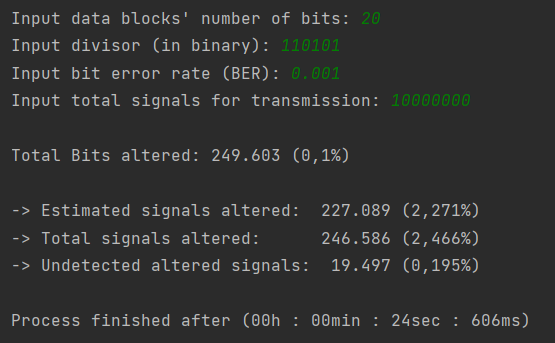 Input data blocks' number of bits: 20
Input divisor (in binary): 110101
Input bit error rate (BER): 0.001
Input total signals for transmission: 10000000
Total Bits altered: 249.603 (0,1%)
-> Estimated signals altered:  227.089 (2,271%)
-> Total signals altered:      246.586 (2,466%)
-> Undetected altered signals:  19.497 (0,195%)
Process finished after (00h : 00min : 24sec : 606ms)